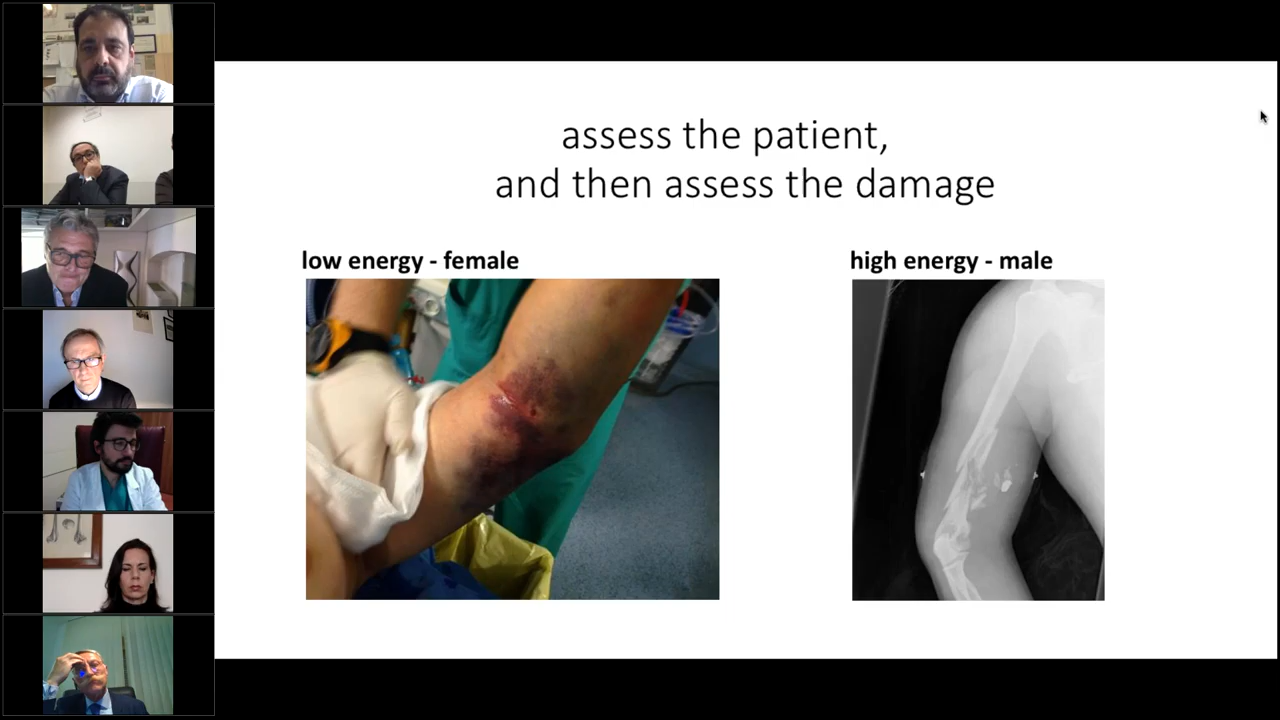 assess the patient,
and then assess the damage
low energy - female
high energy - male